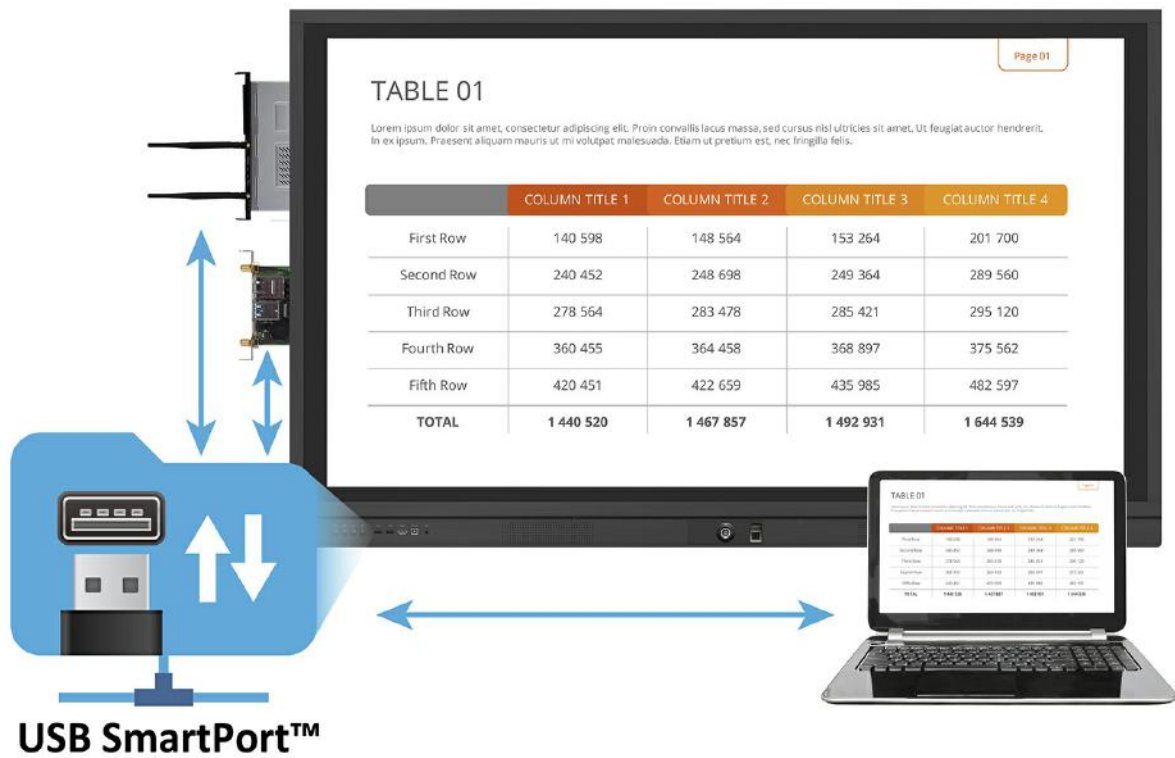 Page 01
TABLE 01
Lorem ipsum dolor sit amet, consectetur adipiscing elit. Proin convallis lacus massa, sed cursus nisl ultricies sit amet. Ut feugiat auctor hendrerit.
In ex ipsum. Praesent aliquam mauris ut mi volutpat malesuada. Etiam ut pretium est, nec fringilla felis.
COLUMN TITLE 1 COLUMN TITLE 2 COLUMN TITLE 3 COLUMN TITLE 4
First Row 140 598 148 564 153 264 201 700
Second Row 240 452 248 698 249 364 289 560
Third Row 278 564 283 478 285 421 295 120
Fourth Row 360 455 364 458 368 897 375 562
Fifth Row 420 451 422 659 435 985 482 597
TOTAL 1 440 520 1 467 857 1 492 931 1 644 539
TABLE 01
TOTAL
USB SmartPort™